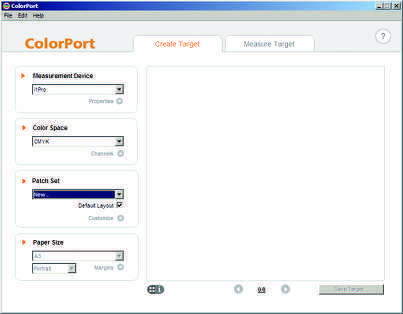 ColorPort
File Edit Help
ColorPort
Create Target
Measure Target
?
Measurement Device
i1Pro
Properties
Color Space
CMYK
Channels
Patch Set
New...
Default Layout
Customize
Paper Size
A3
Portrait
Margins
0/0
Save Target...